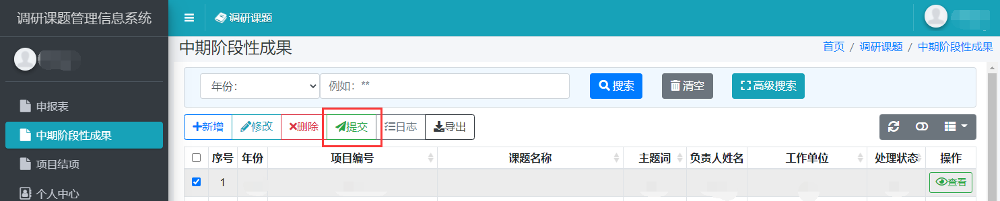 调研课题管理信息系统
调研课题
中期阶段性成果
首页 / 调研课题 / 中期阶段性成果
年份: 例如: ** 搜索 清空 高级搜索
申报表
中期阶段性成果
项目结项
个人中心
新增 修改 删除 提交 日志 导出
序号 年份 项目编号 课题名称 主题词 负责人姓名 工作单位 处理状态 操作
1 查看